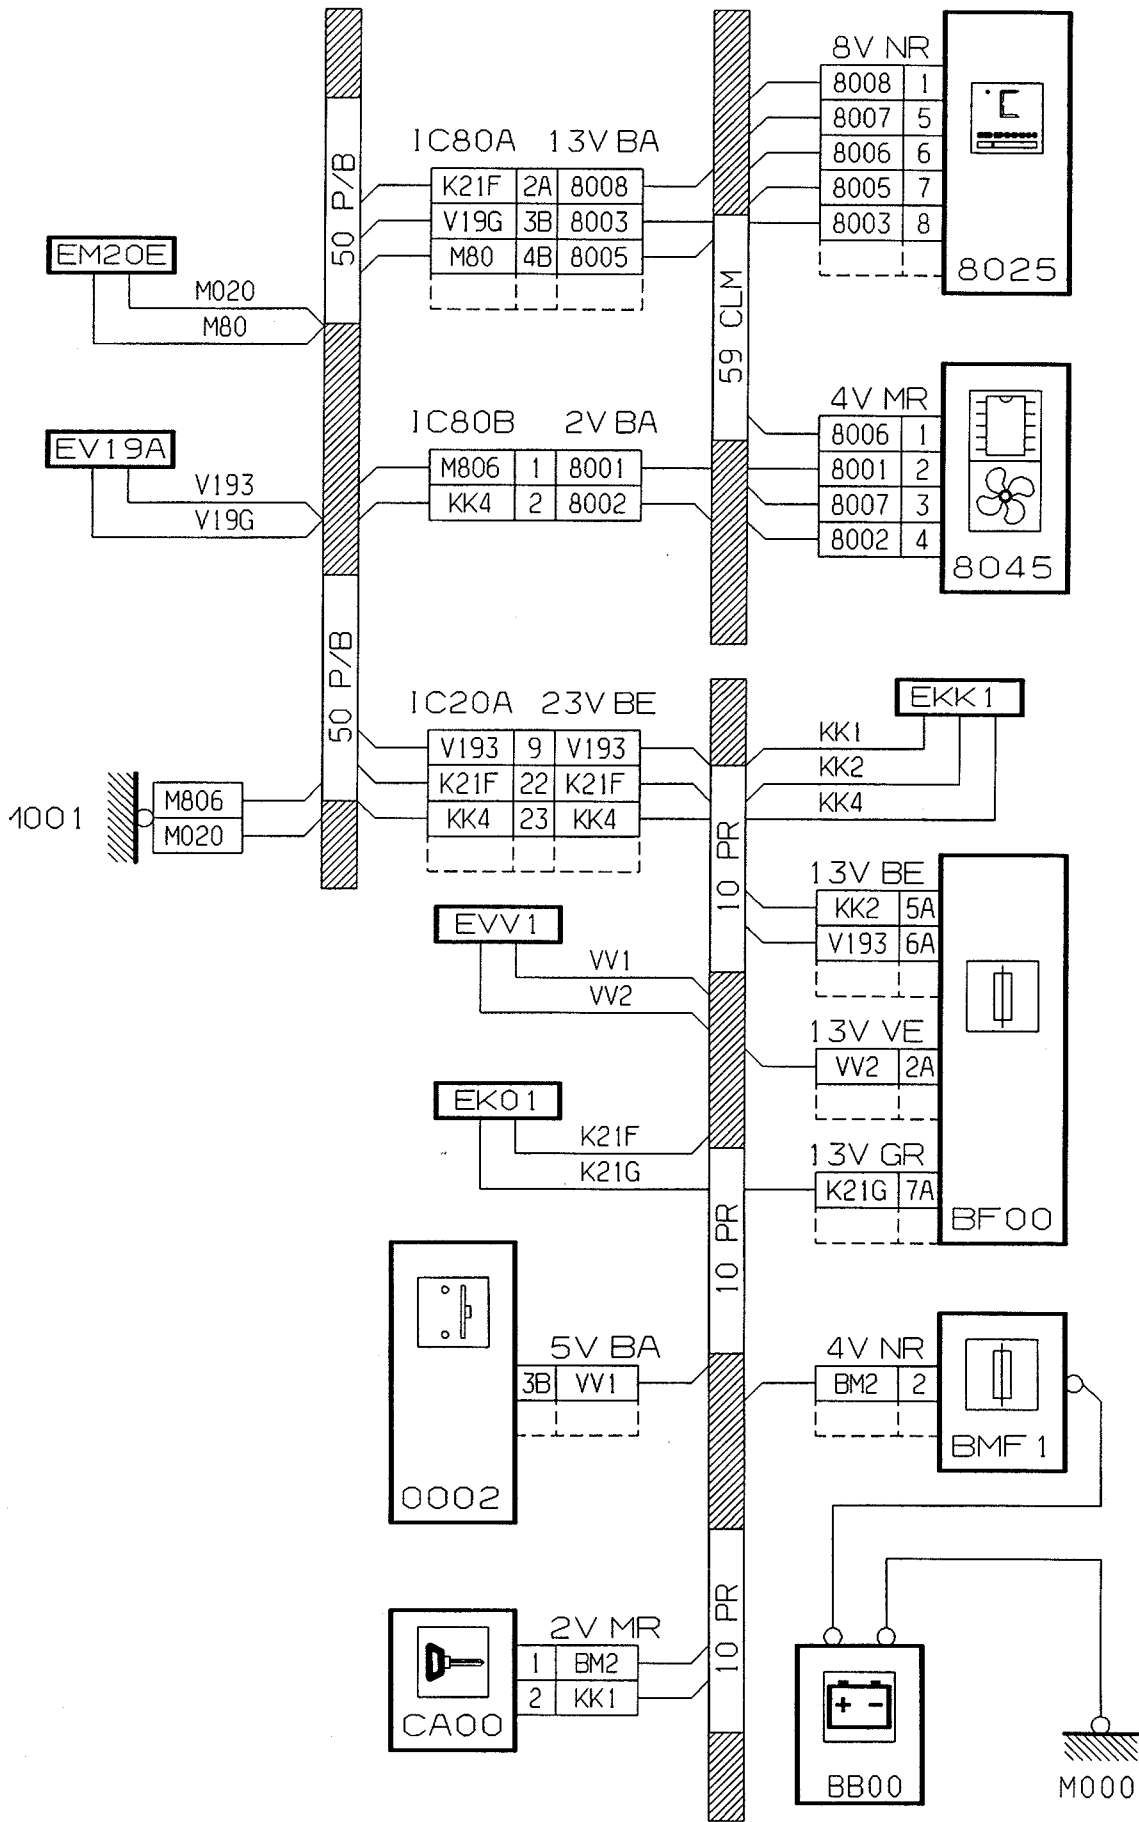 8V NR
8008 1
8007 5
8006 6
8005 7
8003 8
C
8025
50 P/B
IC80A 13V BA
K21F 2A 8008
V19G 3B 8003
M80 4B 8005
EM20E
M020
M80
59 CLM
4V MR
8006 1
8001 2
8007 3
8002 4
8045
IC80B 2V BA
M806 1 8001
KK4 2 8002
EV19A
V193
V19G
50 P/B
IC20A 23V BE
V193 9 V193
K21F 22 K21F
KK4 23 KK4
EKK1
KK1
KK2
KK4
1001
M806
M020
10 PR
13V BE
KK2 5A
V193 6A
13V VE
VV2 2A
13V GR
K21G 7A
BF00
EVV1
VV1
VV2
EK01
K21F
K21G
10 PR
5V BA
3B VV1
0002
4V NR
BM2 2
BMF1
10 PR
2V MR
1 BM2
2 KK1
CA00
+ −
BB00
M000